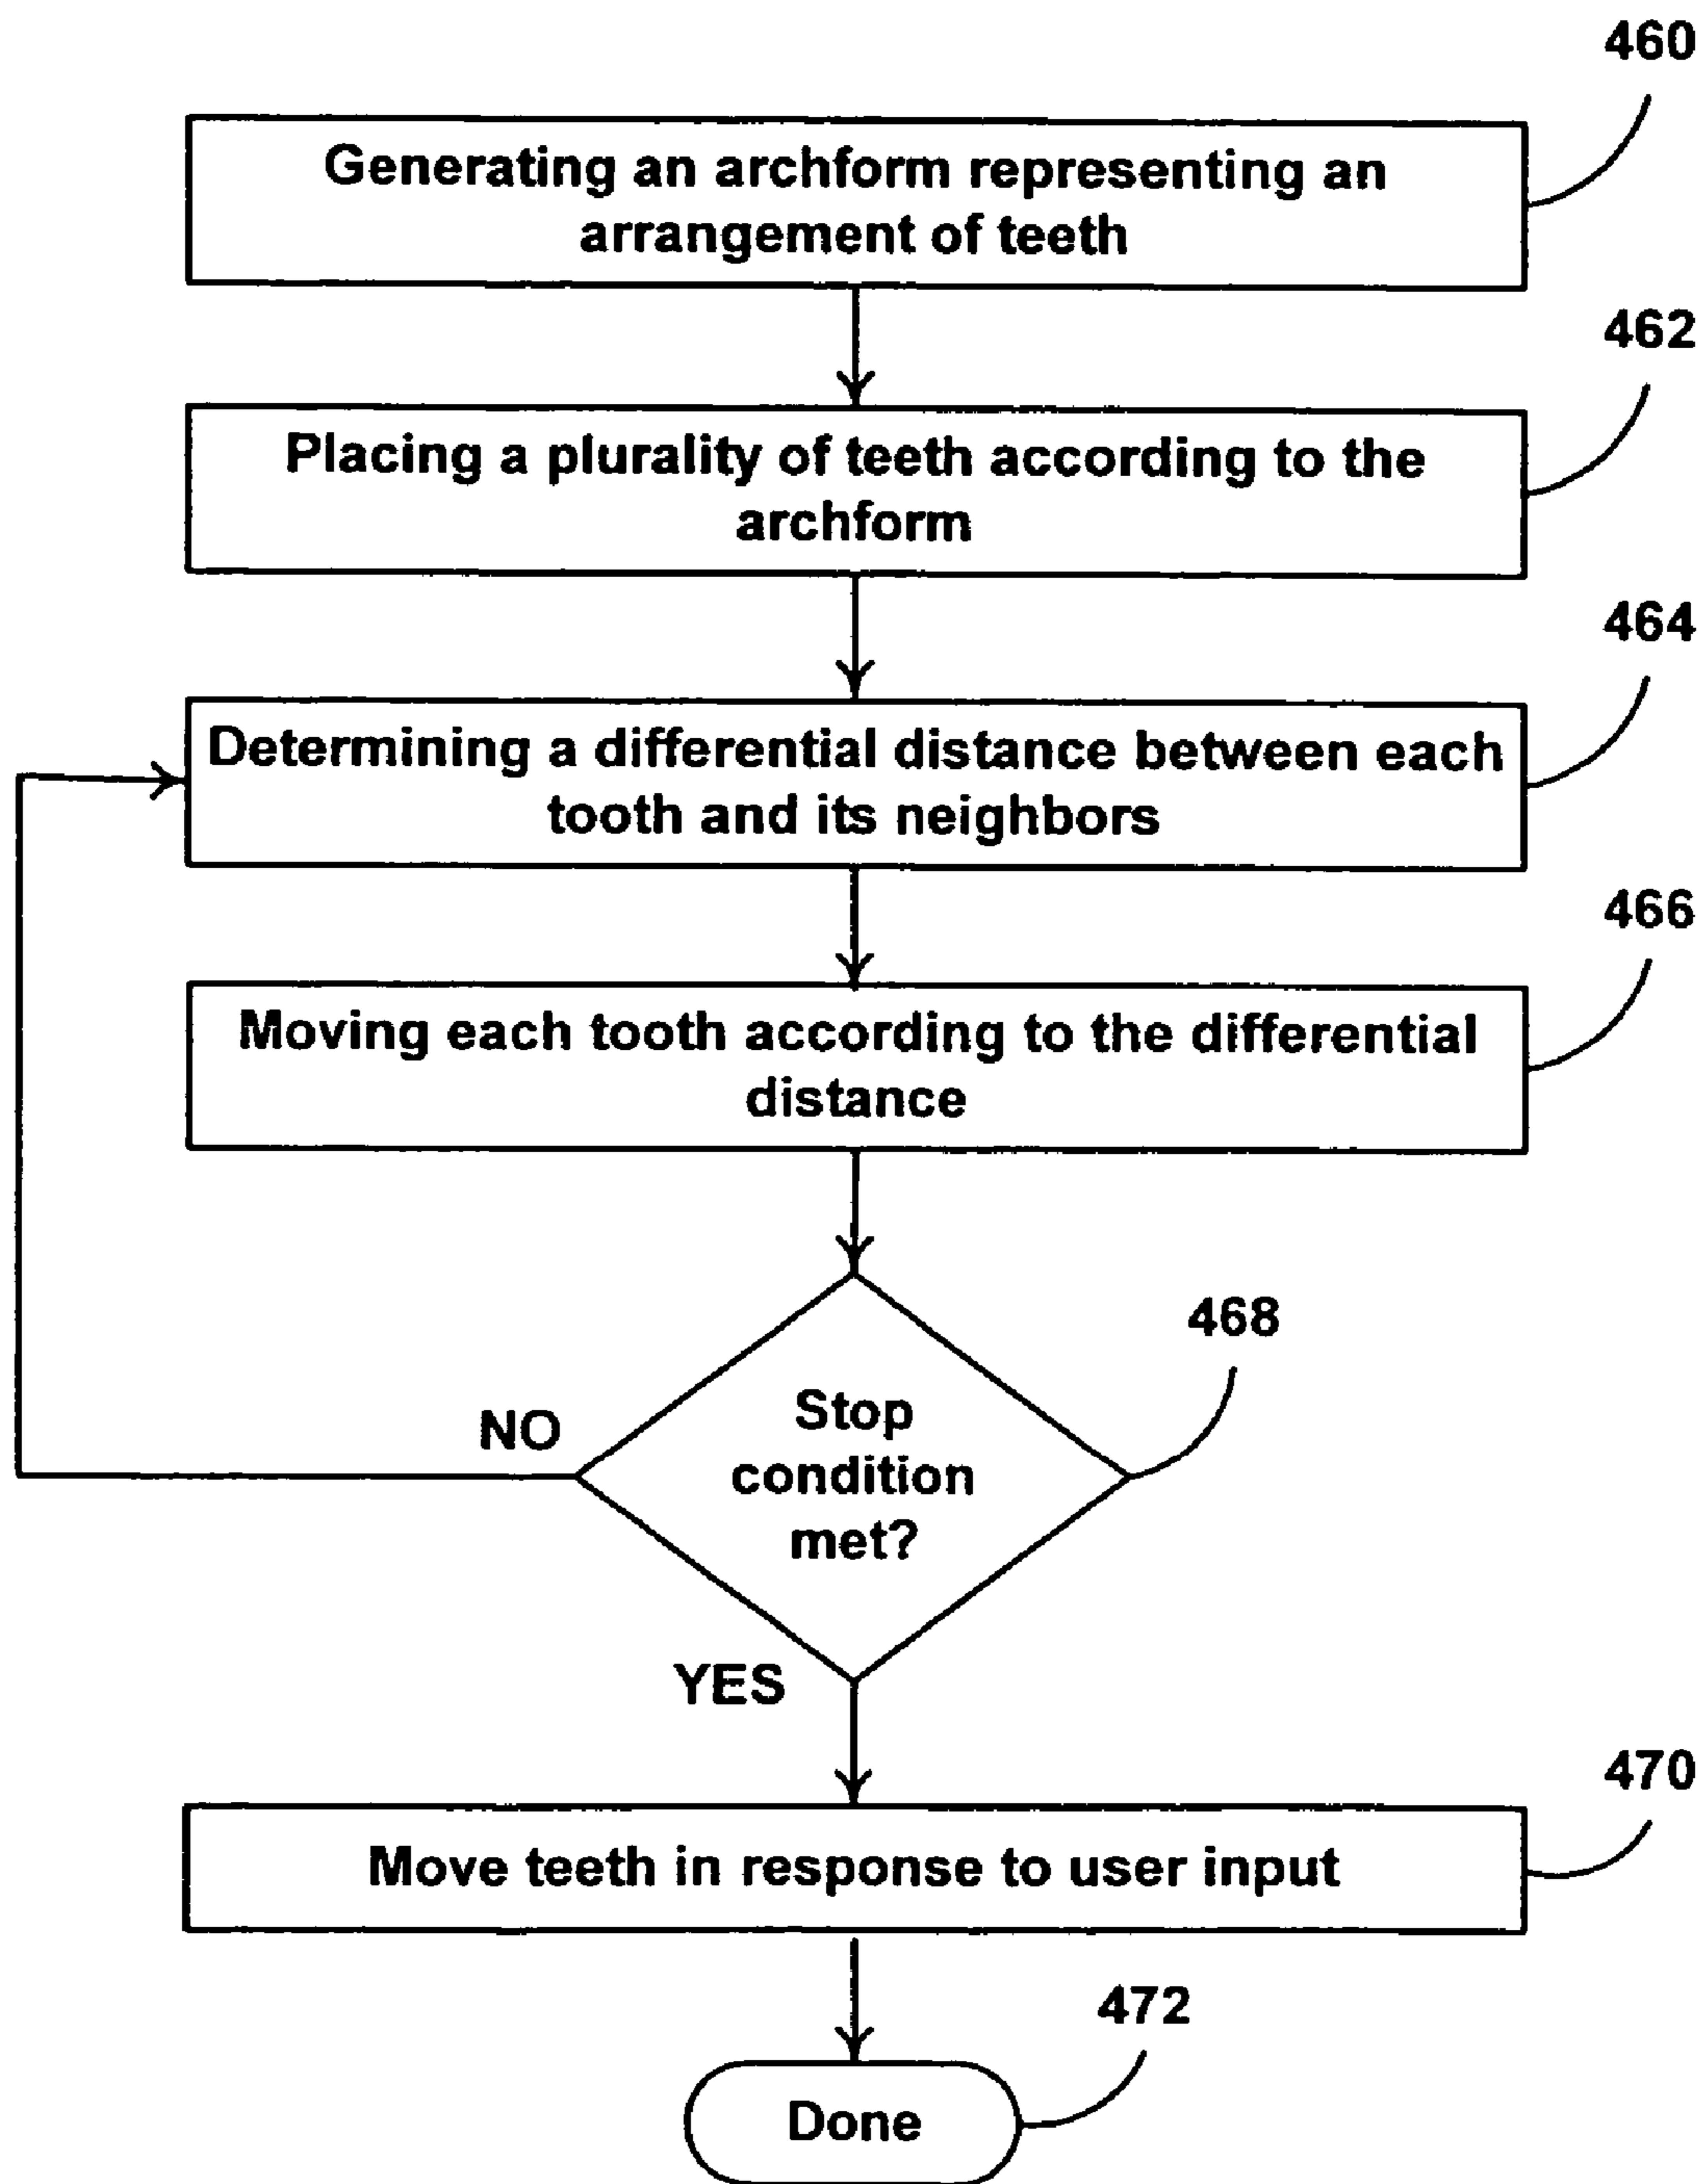 460
Generating an archform representing an
arrangement of teeth
462
Placing a plurality of teeth according to the
archform
464
Determining a differential distance between each
tooth and its neighbors
466
Moving each tooth according to the differential
distance
468
Stop
condition
met?
NO
YES
470
Move teeth in response to user input
472
Done